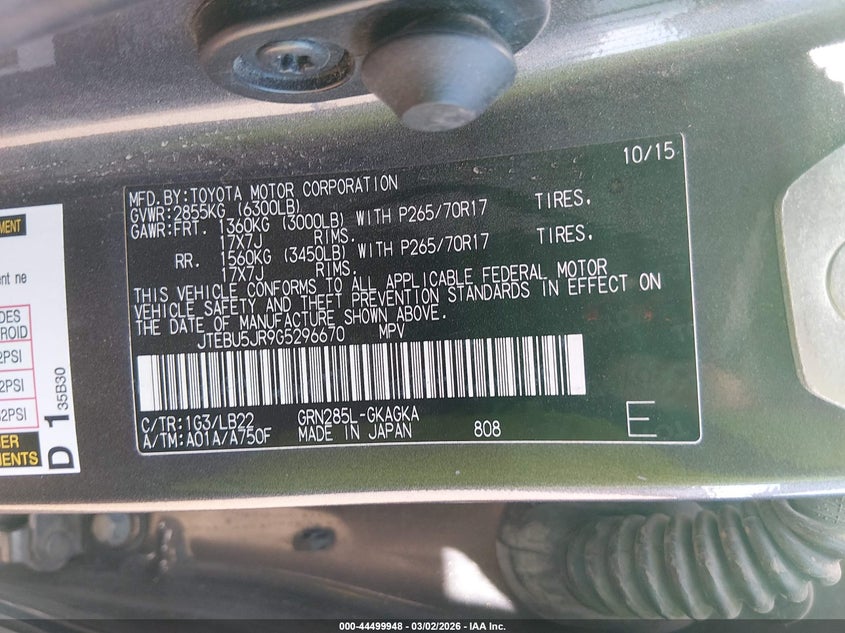 10/15
MFD.BY:TOYOTA MOTOR CORPORATION
GVWR:2855KG (6300LB)
GAWR:FRT. 1360KG (3000LB) WITH P265/70R17 TIRES.
17X7J RIMS.
RR. 1560KG (3450LB) WITH P265/70R17 TIRES.
17X7J RIMS.
THIS VEHICLE CONFORMS TO ALL APPLICABLE FEDERAL MOTOR
VEHICLE SAFETY AND THEFT PREVENTION STANDARDS IN EFFECT ON
THE DATE OF MANUFACTURE SHOWN ABOVE.
JTEBU5JR9G5296670 MPV
C/TR:1G3/LB22 GRN285L-GKAGKA
A/TM:A01A/A750F MADE IN JAPAN 808 E
D 1 35B30
000-44499948 - 03/02/2026 - IAA Inc.